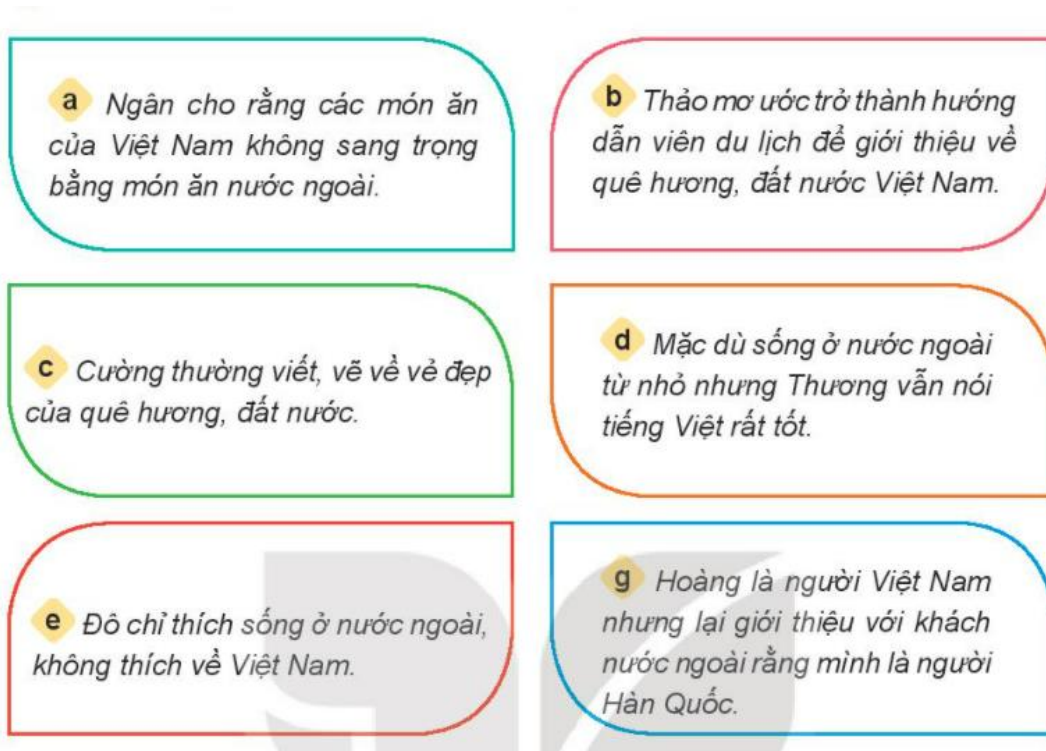 a Ngân cho rằng các món ăn
của Việt Nam không sang trọng
bằng món ăn nước ngoài.
b Thảo mơ ước trở thành hướng
dẫn viên du lịch để giới thiệu về
quê hương, đất nước Việt Nam.
c Cường thường viết, vẽ về vẻ đẹp
của quê hương, đất nước.
d Mặc dù sống ở nước ngoài
từ nhỏ nhưng Thương vẫn nói
tiếng Việt rất tốt.
e Đô chỉ thích sống ở nước ngoài,
không thích về Việt Nam.
g Hoàng là người Việt Nam
nhưng lại giới thiệu với khách
nước ngoài rằng mình là người
Hàn Quốc.